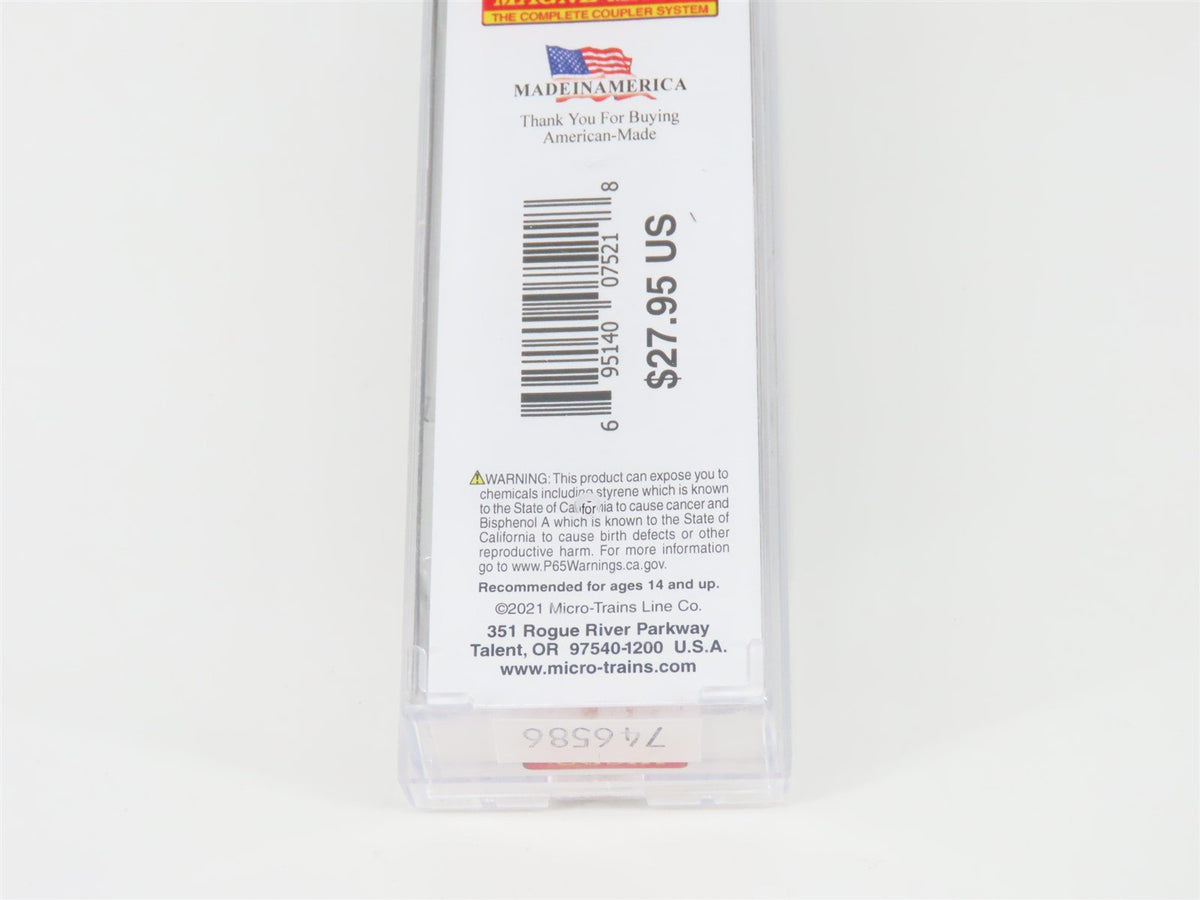 THE COMPLETE COUPLER SYSTEM
MADE IN AMERICA
Thank You For Buying
American-Made
6 95140 07521 8
$27.95 US
WARNING: This product can expose you to
chemicals including styrene which is known
to the State of California to cause cancer and
Bisphenol A which is known to the State of
California to cause birth defects or other
reproductive harm. For more information
go to www.P65Warnings.ca.gov.
Recommended for ages 14 and up.
©2021 Micro-Trains Line Co.
351 Rogue River Parkway
Talent, OR 97540-1200 U.S.A.
www.micro-trains.com
746586